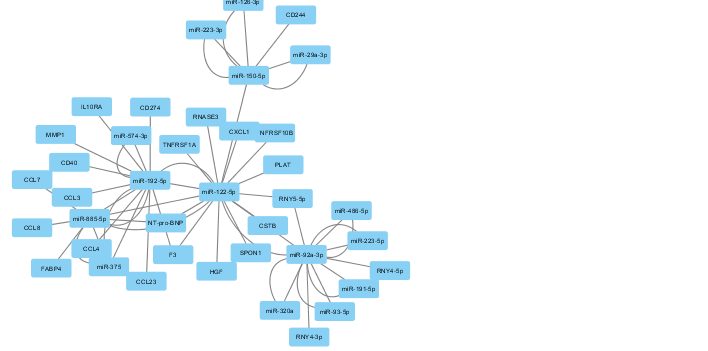 miR-126-3p
CD244
miR-223-3p
miR-29a-3p
miR-150-5p
IL10RA
CD274
RNASE3
MMP1
miR-574-3p
CXCL1
NFRSF10B
TNFRSF1A
CD40
PLAT
CCL7
miR-192-5p
CCL3
miR-122-5p
RNY5-5p
miR-885-5p
NT-pro-BNP
miR-486-5p
CCL8
CSTB
miR-223-5p
CCL4
F3
SPON1
miR-92a-3p
FABP4
miR-375
HGF
RNY4-5p
CCL23
miR-191-5p
miR-320a
miR-93-5p
RNY4-3p